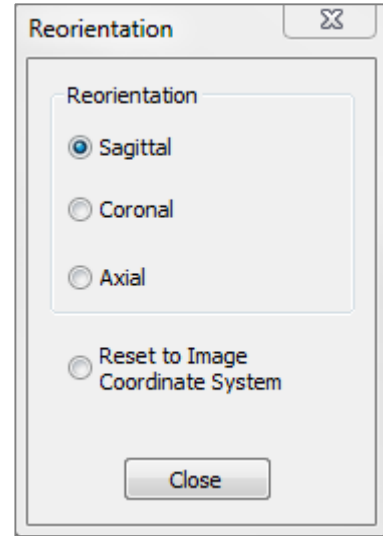 Reorientation
Reorientation
Sagittal
Coronal
Axial
Reset to Image
Coordinate System
Close